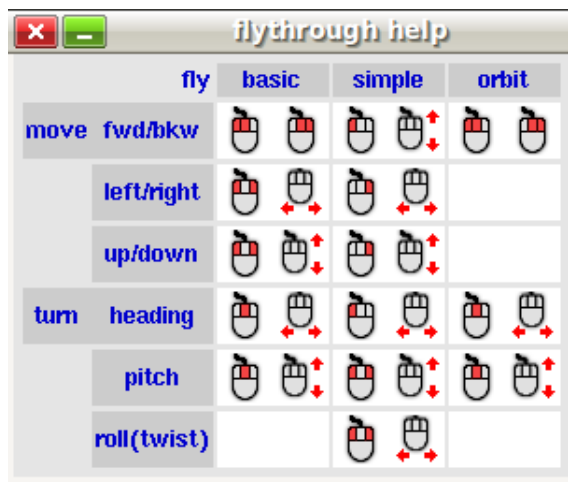 flythrough help
fly basic simple orbit
move fwd/bkw
left/right
up/down
turn heading
pitch
roll(twist)